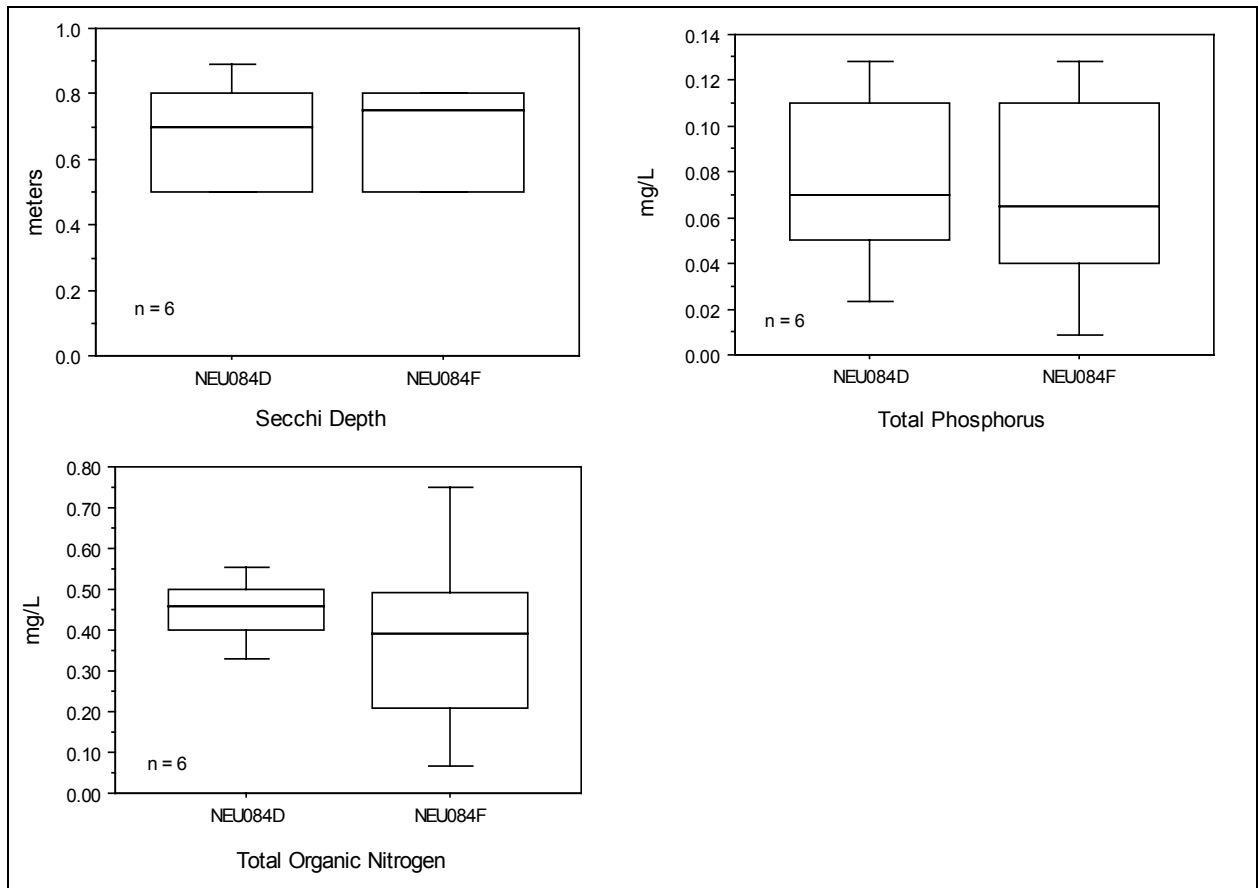 meters
1.0
0.8
0.6
0.4
0.2
0.0
n = 6
NEU084D NEU084F
Secchi Depth
mg/L
0.14
0.12
0.10
0.08
0.06
0.04
0.02
0.00
n = 6
NEU084D NEU084F
Total Phosphorus
mg/L
0.80
0.70
0.60
0.50
0.40
0.30
0.20
0.10
0.00
n = 6
NEU084D NEU084F
Total Organic Nitrogen